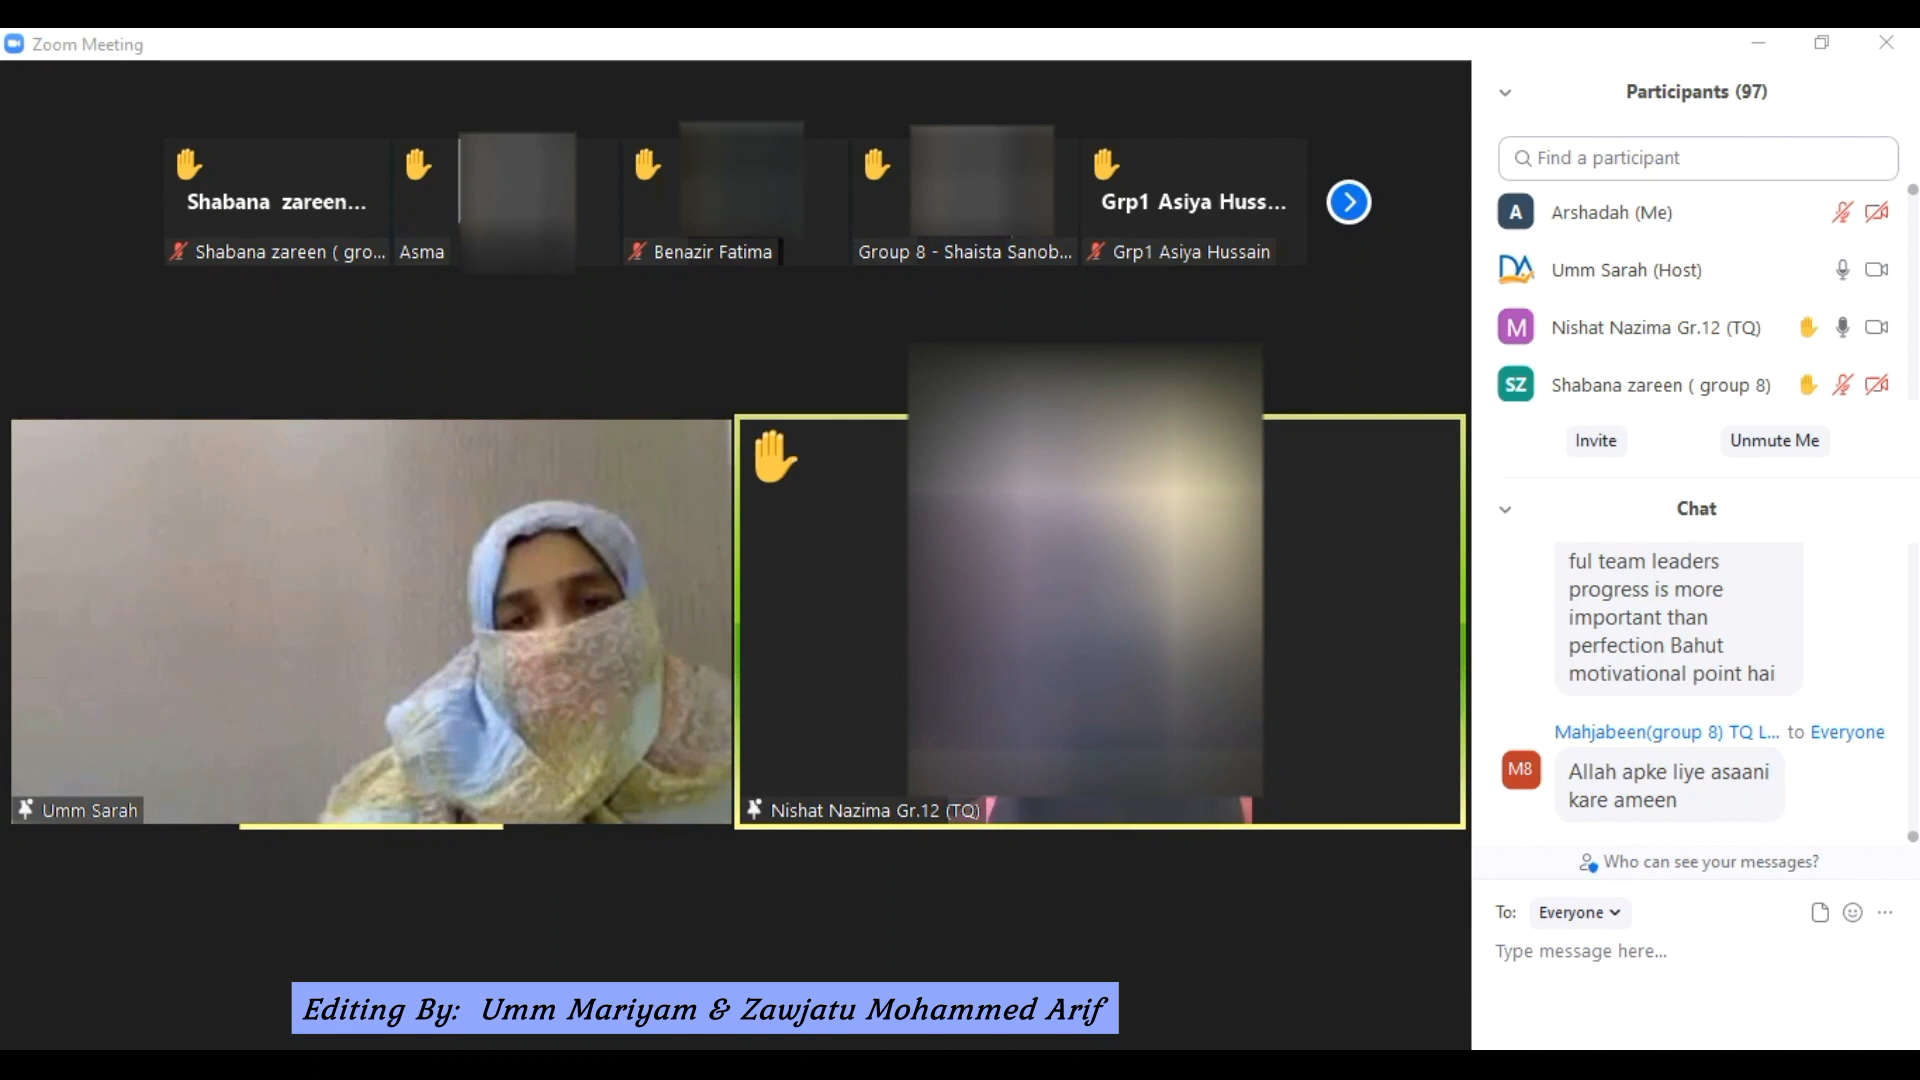 Zoom Meeting
Shabana zareen...
Grp1 Asiya Huss...
Shabana zareen ( gro...
Asma
Benazir Fatima
Group 8 - Shaista Sanob...
Grp1 Asiya Hussain
Umm Sarah
Nishat Nazima Gr.12 (TQ)
Editing By: Umm Mariyam & Zawjatu Mohammed Arif
Participants (97)
Find a participant
A
Arshadah (Me)
DA
Umm Sarah (Host)
M
Nishat Nazima Gr.12 (TQ)
SZ
Shabana zareen ( group 8)
Invite
Unmute Me
Chat
ful team leaders
progress is more
important than
perfection Bahut
motivational point hai
Mahjabeen(group 8) TQ L... to Everyone
M8
Allah apke liye asaani
kare ameen
Who can see your messages?
To: Everyone
Type message here...